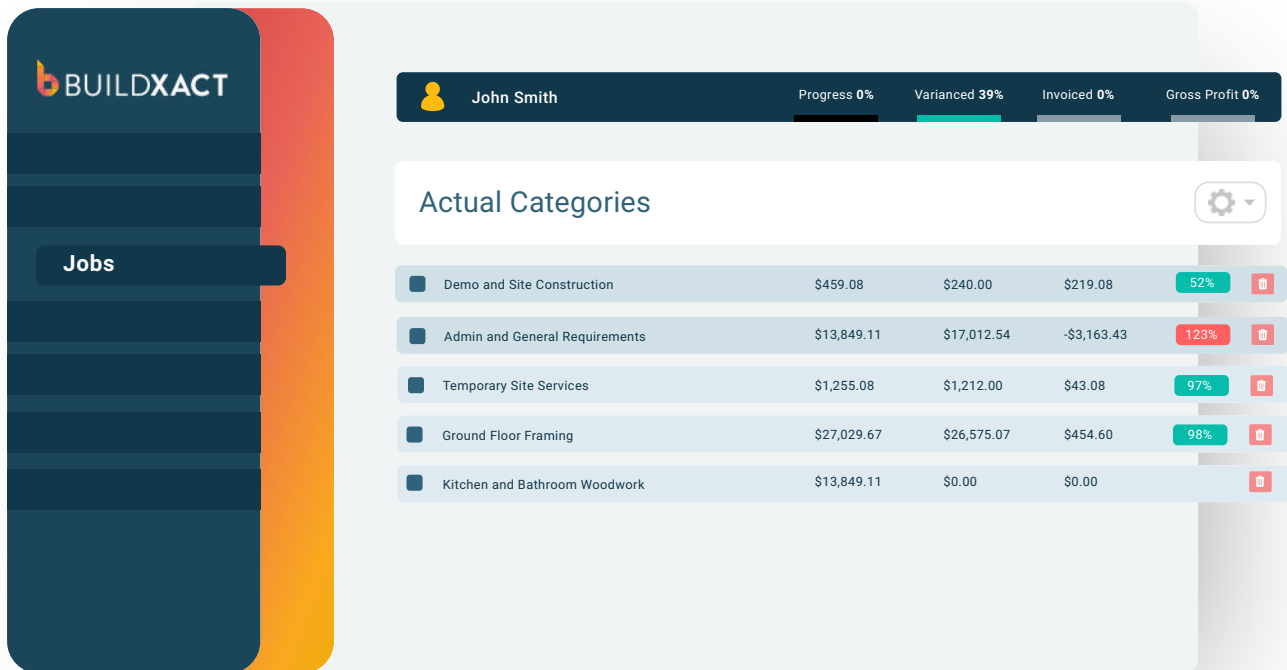 BUILDXACT
John Smith Progress 0% Varianced 39% Invoiced 0% Gross Profit 0%
Actual Categories
Jobs
Demo and Site Construction $459.08 $240.00 $219.08 52%
Admin and General Requirements $13,849.11 $17,012.54 -$3,163.43 123%
Temporary Site Services $1,255.08 $1,212.00 $43.08 97%
Ground Floor Framing $27,029.67 $26,575.07 $454.60 98%
Kitchen and Bathroom Woodwork $13,849.11 $0.00 $0.00